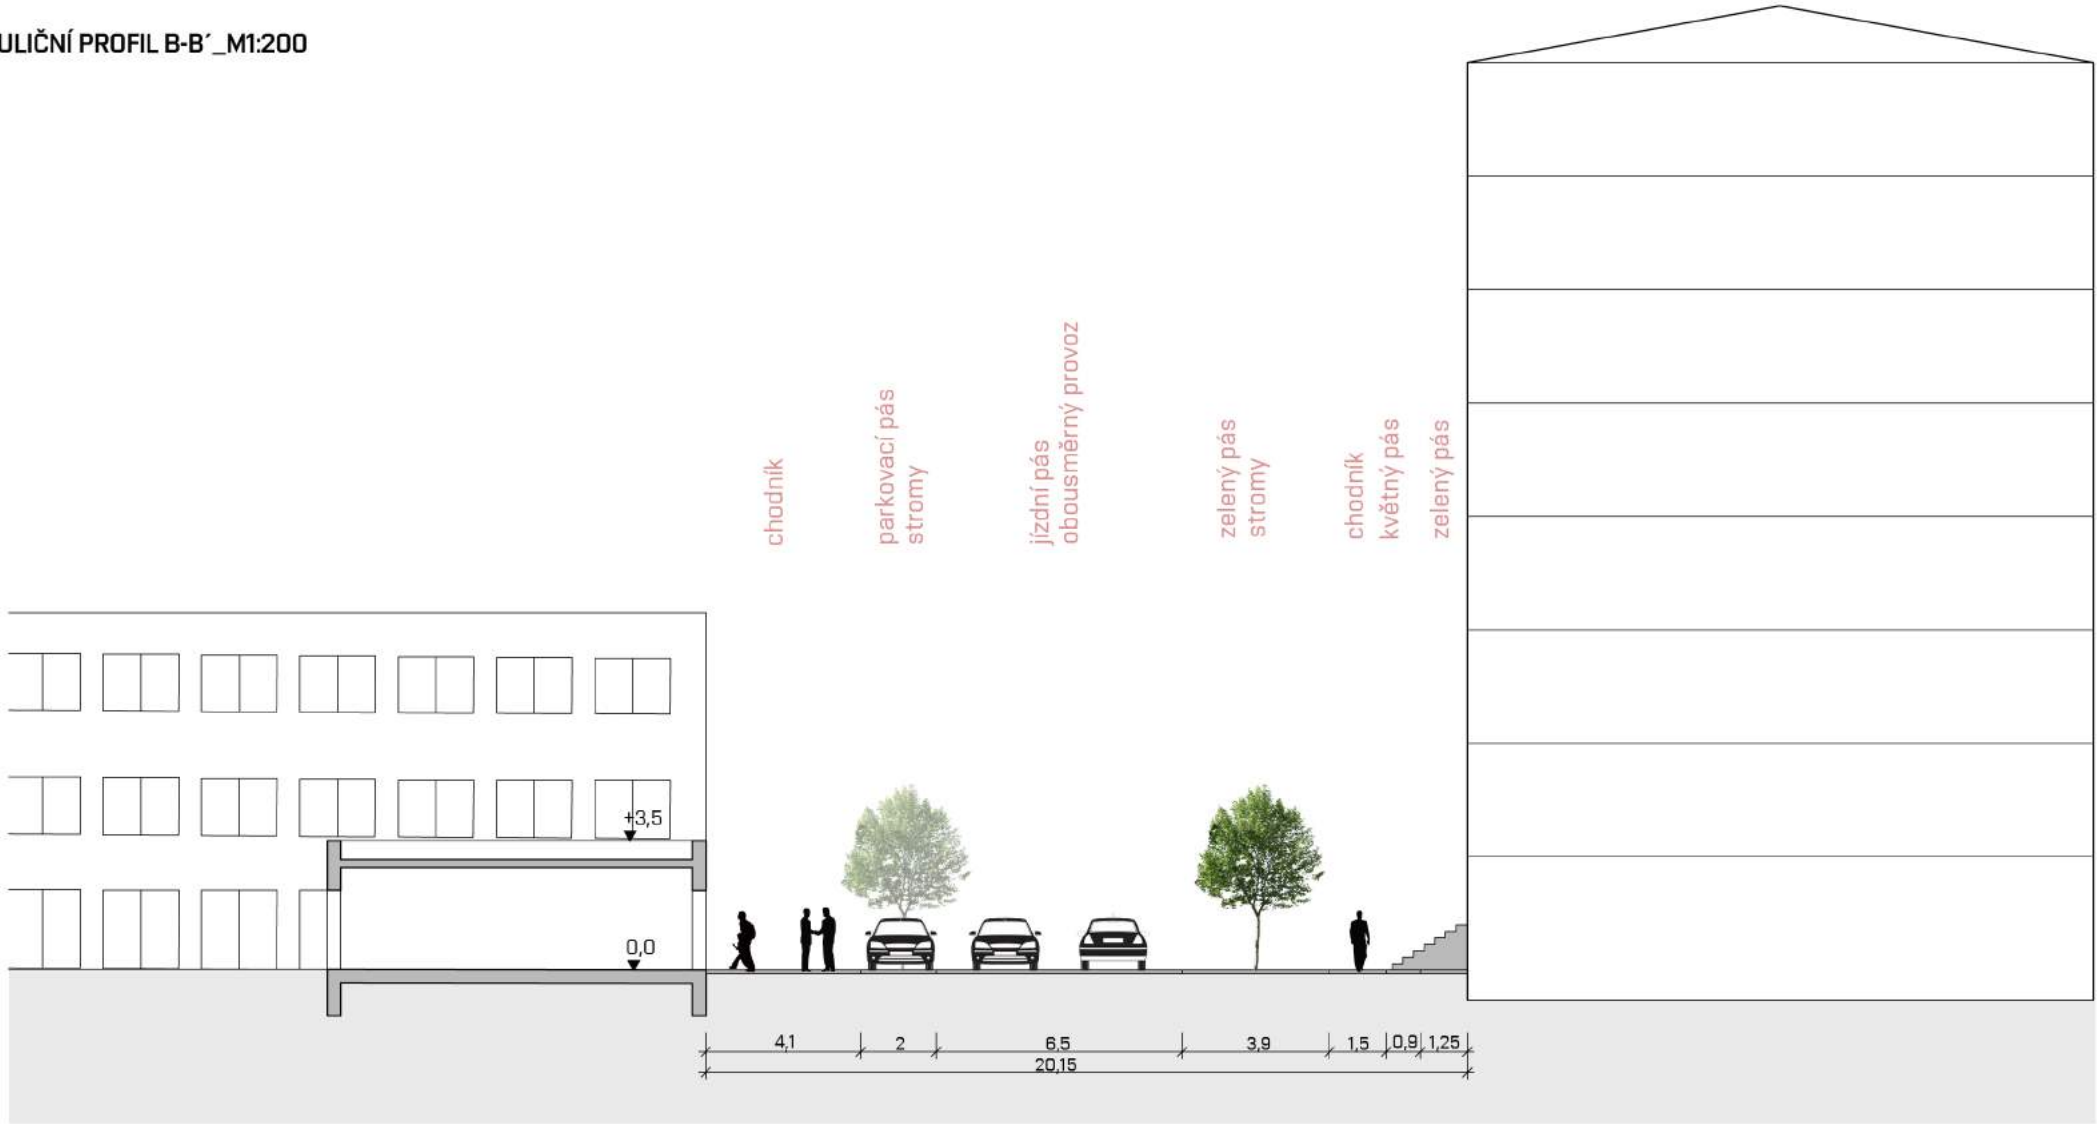 ULIČNÍ PROFIL B-B´_M1:200
chodník
parkovací pás
stromy
jízdní pás
obousměrný provoz
zelený pás
stromy
chodník
květný pás
zelený pás
+3,5
0,0
4,1
2
6,5
3,9
1,5
0,9
1,25
20,15